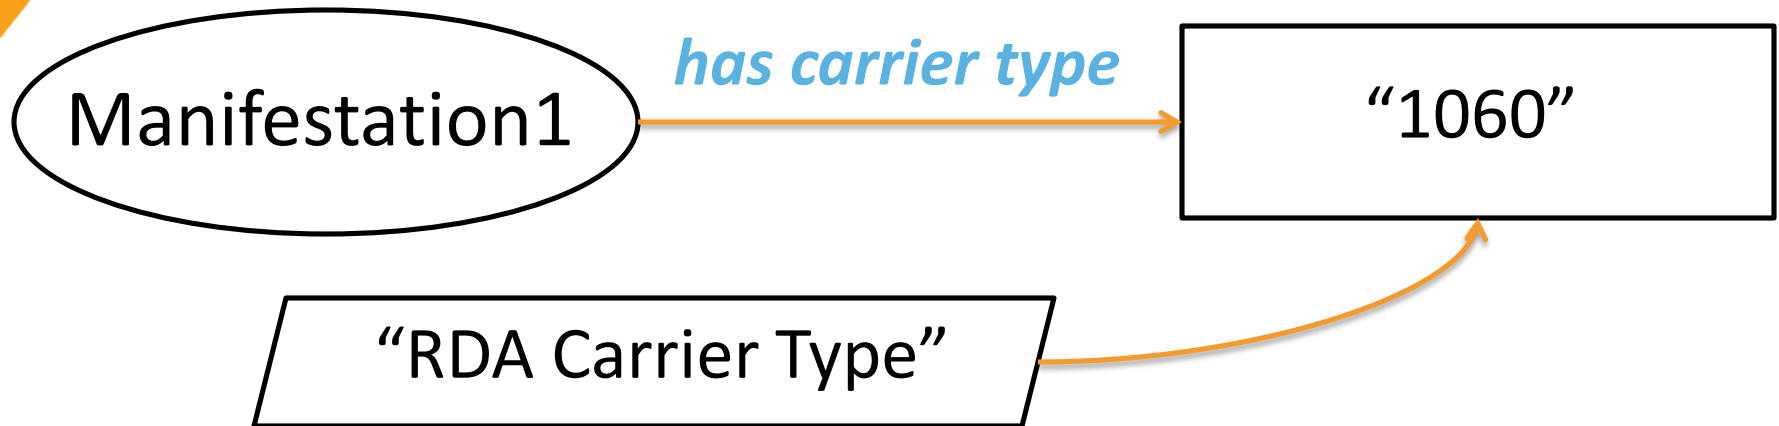 Manifestation1
has carrier type
“1060”
“RDA Carrier Type”